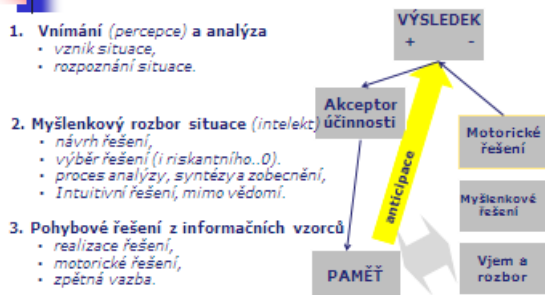 1. Vnímání (percepce) a analýza
• vznik situace,
• rozpoznání situace.
2. Myšlenkový rozbor situace (intelekt)
• návrh řešení,
• výběr řešení (i riskantního..0).
• proces analýzy, syntézy a zobecnění,
• Intuitivní řešení, mimo vědomí.
3. Pohybové řešení z informačních vzorců
• realizace řešení,
• motorické řešení,
• zpětná vazba.
VÝSLEDEK
+ -
Akceptor
účinnosti
anticipace
PAMĚŤ
Motorické
řešení
Myšlenkové
řešení
Vjem a
rozbor